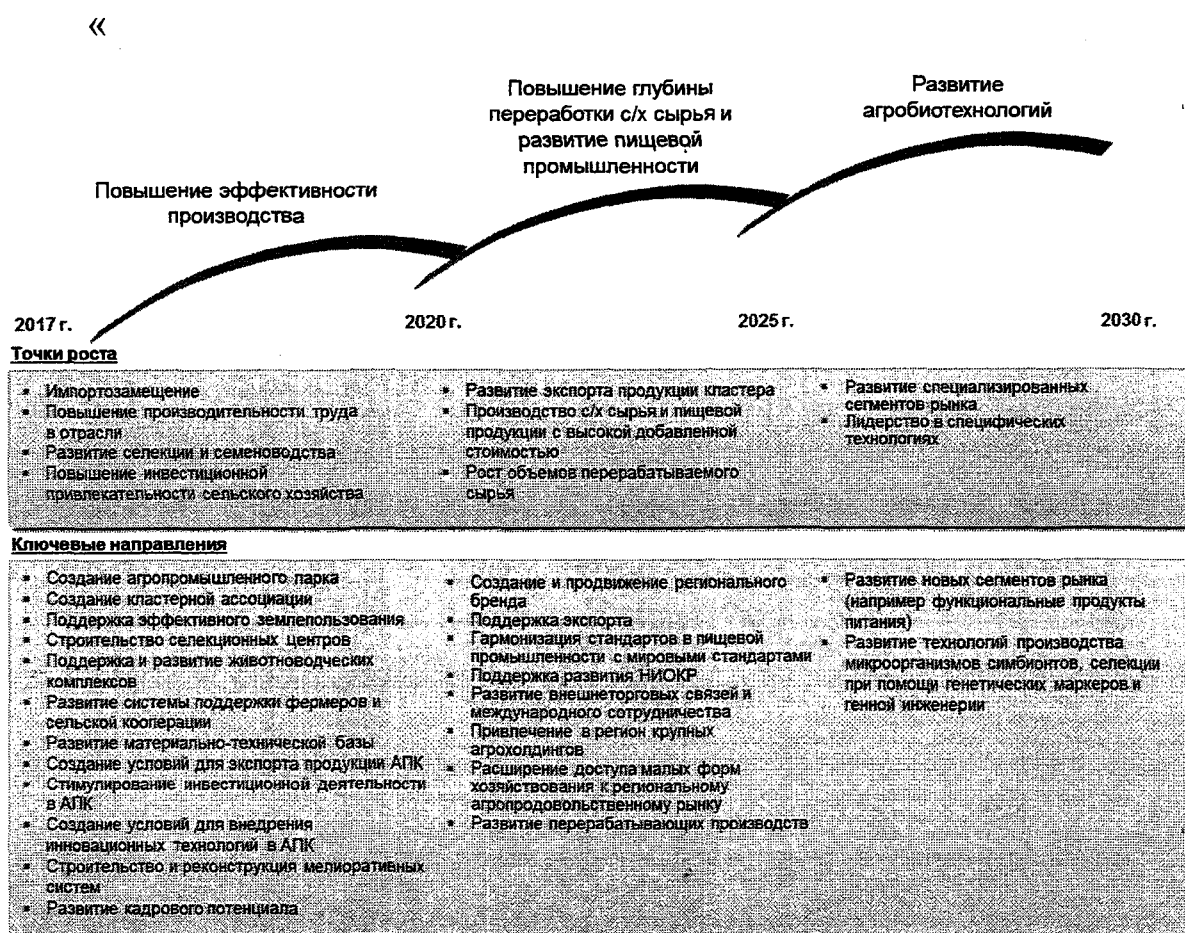 «
Повышение эффективности
производства
Повышение глубины
переработки с/х сырья и
развитие пищевой
промышленности
Развитие
агробиотехнологий
2017 г.
2020 г.
2025 г.
2030 г.
Точки роста
▪ Импортозамещение
▪ Повышение производительности труда
в отрасли
▪ Развитие селекции и семеноводства
▪ Повышение инвестиционной
привлекательности сельского хозяйства
▪ Развитие экспорта продукции кластера
▪ Производство с/х сырья и пищевой
продукции с высокой добавленной
стоимостью
▪ Рост объемов перерабатываемого
сырья
▪ Развитие специализированных
сегментов рынка
▪ Лидерство в специфических
технологиях
Ключевые направления
▪ Создание агропромышленного парка
▪ Создание кластерной ассоциации
▪ Поддержка эффективного землепользования
▪ Строительство селекционных центров
▪ Поддержка и развитие животноводческих
комплексов
▪ Развитие системы поддержки фермеров и
сельской кооперации
▪ Развитие материально-технической базы
▪ Создание условий для экспорта продукции АПК
▪ Стимулирование инвестиционной деятельности
в АПК
▪ Создание условий для внедрения
инновационных технологий в АПК
▪ Строительство и реконструкция мелиоративных
систем
▪ Развитие кадрового потенциала
▪ Создание и продвижение регионального
бренда
▪ Поддержка экспорта
▪ Гармонизация стандартов в пищевой
промышленности с мировыми стандартами
▪ Поддержка развития НИОКР
▪ Развитие внешнеторговых связей и
международного сотрудничества
▪ Привлечение в регион крупных
агрохолдингов
▪ Расширение доступа малых форм
хозяйствования к региональному
агропродовольственному рынку
▪ Развитие перерабатывающих производств
▪ Развитие новых сегментов рынка
(например функциональные продукты
питания)
▪ Развитие технологий производства
микроорганизмов симбионтов, селекции
при помощи генетических маркеров и
генной инженерии